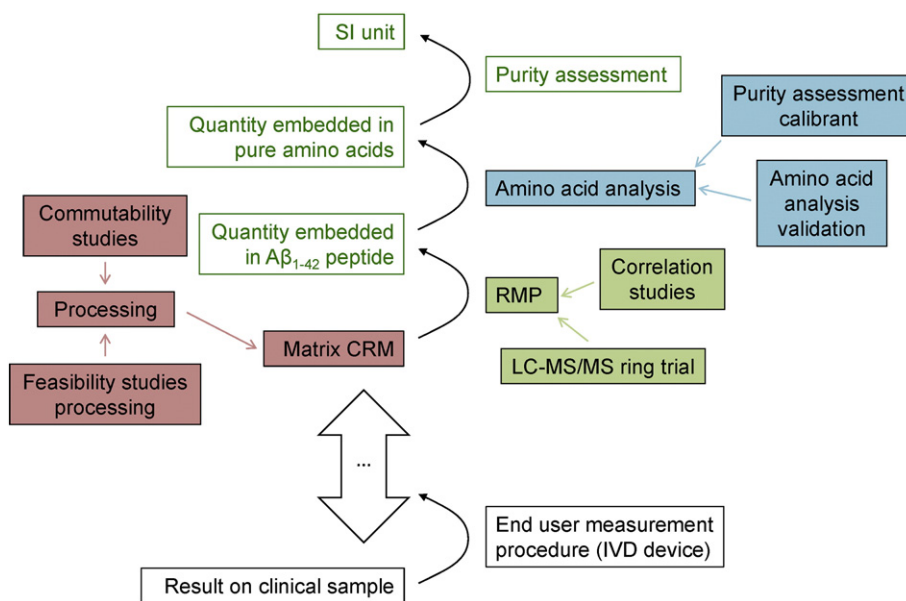 SI unit
Purity assessment
Quantity embedded in
pure amino acids
Purity assessment
calibrant
Amino acid analysis
Amino acid
analysis
validation
Commutability
studies
Quantity embedded
in Aβ₁₋₄₂ peptide
Correlation
studies
RMP
Processing
Matrix CRM
LC-MS/MS ring trial
Feasibility studies
processing
...
End user measurement
procedure (IVD device)
Result on clinical sample